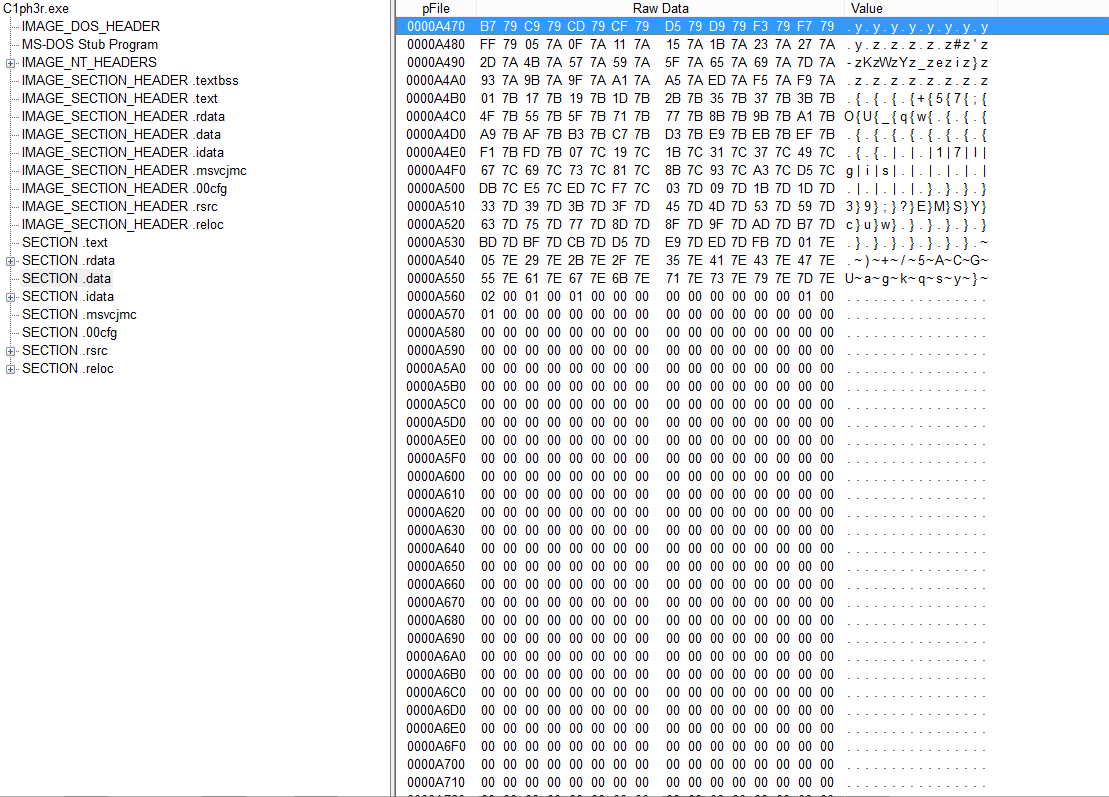 C1ph3r.exe
IMAGE_DOS_HEADER
MS-DOS Stub Program
IMAGE_NT_HEADERS
IMAGE_SECTION_HEADER .textbss
IMAGE_SECTION_HEADER .text
IMAGE_SECTION_HEADER .rdata
IMAGE_SECTION_HEADER .data
IMAGE_SECTION_HEADER .idata
IMAGE_SECTION_HEADER .msvcjmc
IMAGE_SECTION_HEADER .00cfg
IMAGE_SECTION_HEADER .rsrc
IMAGE_SECTION_HEADER .reloc
SECTION .text
SECTION .rdata
SECTION .data
SECTION .idata
SECTION .msvcjmc
SECTION .00cfg
SECTION .rsrc
SECTION .reloc
pFile Raw Data Value
0000A470 B7 79 C9 79 CD 79 CF 79 D5 79 D9 79 F3 79 F7 79 .y.y.y.y.y.y.y.y
0000A480 FF 79 05 7A 0F 7A 11 7A 15 7A 1B 7A 23 7A 27 7A .y.z.z.z.z.z#z'z
0000A490 2D 7A 4B 7A 57 7A 59 7A 5F 7A 65 7A 69 7A 7D 7A -zKzWzYz_zeziz}z
0000A4A0 93 7A 9B 7A 9F 7A A1 7A A5 7A ED 7A F5 7A F9 7A .z.z.z.z.z.z.z.z
0000A4B0 01 7B 17 7B 19 7B 1D 7B 2B 7B 35 7B 37 7B 3B 7B .{.{.{.{+{5{7{;{
0000A4C0 4F 7B 55 7B 5F 7B 71 7B 77 7B 8B 7B 9B 7B A1 7B O{U{_{q{w{.{.{.{
0000A4D0 A9 7B AF 7B B3 7B C7 7B D3 7B E9 7B EB 7B EF 7B .{.{.{.{.{.{.{.{
0000A4E0 F1 7B FD 7B 07 7C 19 7C 1B 7C 31 7C 37 7C 49 7C .{.{.|.|.|1|7|I|
0000A4F0 67 7C 69 7C 73 7C 81 7C 8B 7C 93 7C A3 7C D5 7C g|i|s|.|.|.|.|.|
0000A500 DB 7C E5 7C ED 7C F7 7C 03 7D 09 7D 1B 7D 1D 7D .|.|.|.|.}.}.}.}
0000A510 33 7D 39 7D 3B 7D 3F 7D 45 7D 4D 7D 53 7D 59 7D 3}9};}?}E}M}S}Y}
0000A520 63 7D 75 7D 77 7D 8D 7D 8F 7D 9F 7D AD 7D B7 7D c}u}w}.}.}.}.}.}
0000A530 BD 7D BF 7D CB 7D D5 7D E9 7D ED 7D FB 7D 01 7E .}.}.}.}.}.}.}.~
0000A540 05 7E 29 7E 2B 7E 2F 7E 35 7E 41 7E 43 7E 47 7E .~)~+~/~5~A~C~G~
0000A550 55 7E 61 7E 67 7E 6B 7E 71 7E 73 7E 79 7E 7D 7E U~a~g~k~q~s~y~}~
0000A560 02 00 01 00 01 00 00 00 00 00 00 00 00 00 01 00 ................
0000A570 01 00 00 00 00 00 00 00 00 00 00 00 00 00 00 00 ................
0000A580 00 00 00 00 00 00 00 00 00 00 00 00 00 00 00 00 ................
0000A590 00 00 00 00 00 00 00 00 00 00 00 00 00 00 00 00 ................
0000A5A0 00 00 00 00 00 00 00 00 00 00 00 00 00 00 00 00 ................
0000A5B0 00 00 00 00 00 00 00 00 00 00 00 00 00 00 00 00 ................
0000A5C0 00 00 00 00 00 00 00 00 00 00 00 00 00 00 00 00 ................
0000A5D0 00 00 00 00 00 00 00 00 00 00 00 00 00 00 00 00 ................
0000A5E0 00 00 00 00 00 00 00 00 00 00 00 00 00 00 00 00 ................
0000A5F0 00 00 00 00 00 00 00 00 00 00 00 00 00 00 00 00 ................
0000A600 00 00 00 00 00 00 00 00 00 00 00 00 00 00 00 00 ................
0000A610 00 00 00 00 00 00 00 00 00 00 00 00 00 00 00 00 ................
0000A620 00 00 00 00 00 00 00 00 00 00 00 00 00 00 00 00 ................
0000A630 00 00 00 00 00 00 00 00 00 00 00 00 00 00 00 00 ................
0000A640 00 00 00 00 00 00 00 00 00 00 00 00 00 00 00 00 ................
0000A650 00 00 00 00 00 00 00 00 00 00 00 00 00 00 00 00 ................
0000A660 00 00 00 00 00 00 00 00 00 00 00 00 00 00 00 00 ................
0000A670 00 00 00 00 00 00 00 00 00 00 00 00 00 00 00 00 ................
0000A680 00 00 00 00 00 00 00 00 00 00 00 00 00 00 00 00 ................
0000A690 00 00 00 00 00 00 00 00 00 00 00 00 00 00 00 00 ................
0000A6A0 00 00 00 00 00 00 00 00 00 00 00 00 00 00 00 00 ................
0000A6B0 00 00 00 00 00 00 00 00 00 00 00 00 00 00 00 00 ................
0000A6C0 00 00 00 00 00 00 00 00 00 00 00 00 00 00 00 00 ................
0000A6D0 00 00 00 00 00 00 00 00 00 00 00 00 00 00 00 00 ................
0000A6E0 00 00 00 00 00 00 00 00 00 00 00 00 00 00 00 00 ................
0000A6F0 00 00 00 00 00 00 00 00 00 00 00 00 00 00 00 00 ................
0000A700 00 00 00 00 00 00 00 00 00 00 00 00 00 00 00 00 ................
0000A710 00 00 00 00 00 00 00 00 00 00 00 00 00 00 00 00 ................